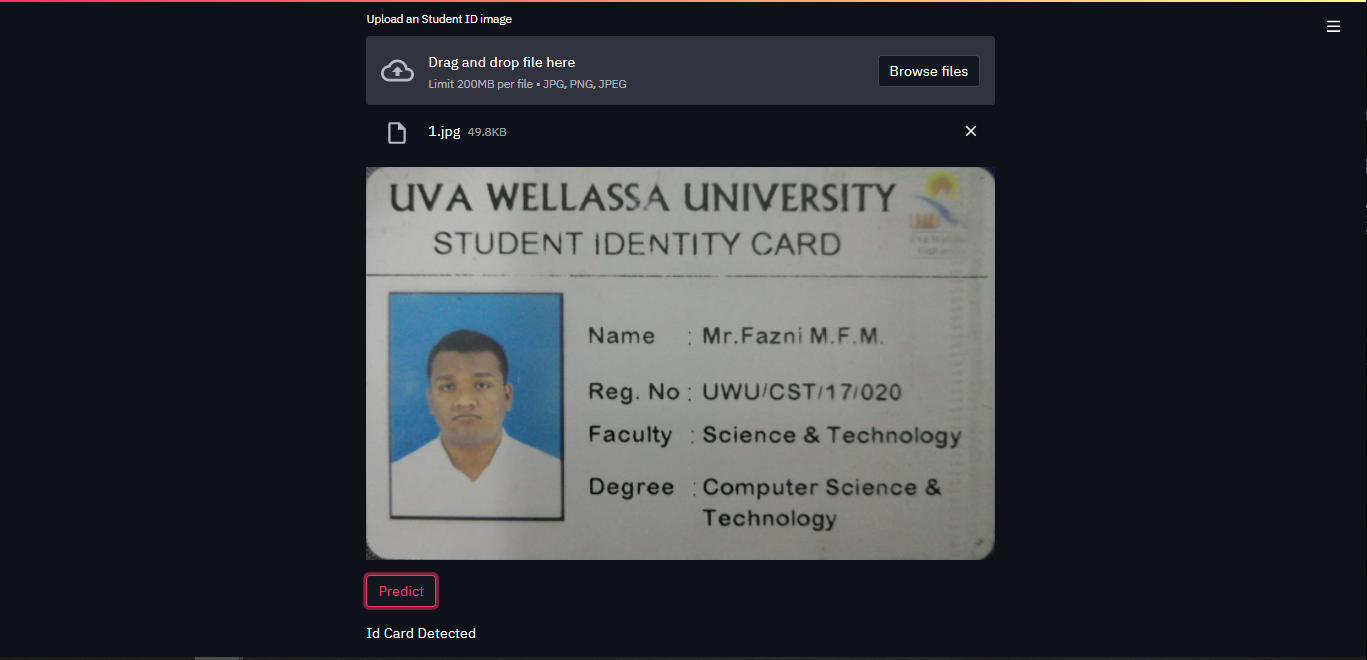 Upload an Student ID image
Drag and drop file here
Limit 200MB per file • JPG, PNG, JPEG
Browse files
1.jpg 49.8KB
UVA WELLASSA UNIVERSITY
STUDENT IDENTITY CARD
Name : Mr.Fazni M.F.M.
Reg. No : UWU/CST/17/020
Faculty : Science & Technology
Degree : Computer Science &
Technology
Predict
Id Card Detected